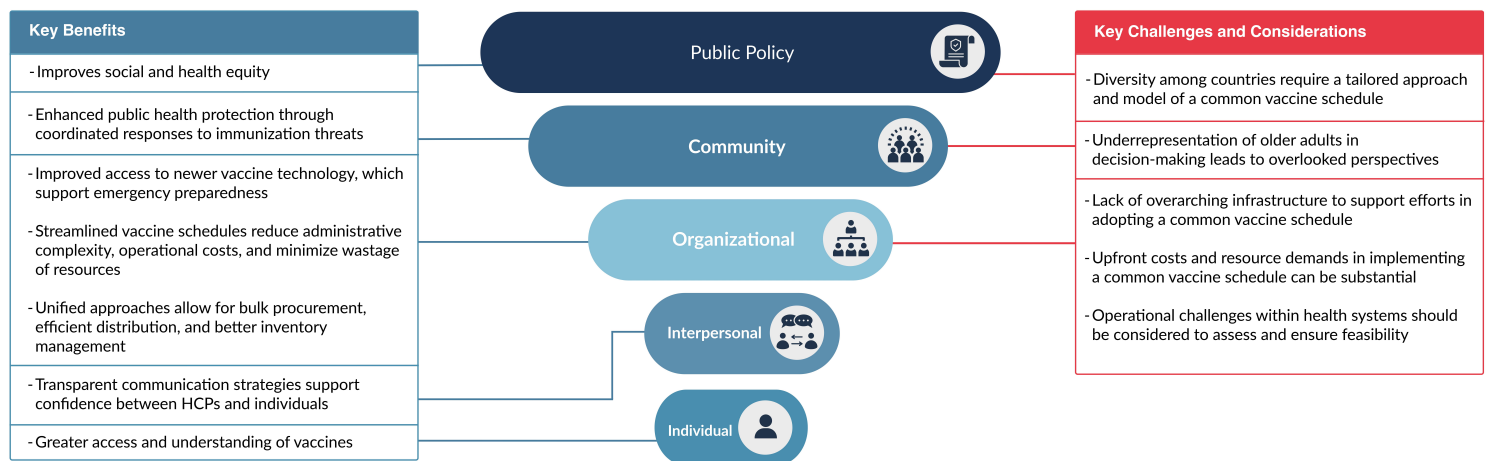 Key Benefits
- Improves social and health equity
- Enhanced public health protection through
coordinated responses to immunization threats
- Improved access to newer vaccine technology, which
support emergency preparedness
- Streamlined vaccine schedules reduce administrative
complexity, operational costs, and minimize wastage
of resources
- Unified approaches allow for bulk procurement,
efficient distribution, and better inventory
management
- Transparent communication strategies support
confidence between HCPs and individuals
- Greater access and understanding of vaccines
Public Policy
Community
Organizational
Interpersonal
Individual
Key Challenges and Considerations
- Diversity among countries require a tailored approach
and model of a common vaccine schedule
- Underrepresentation of older adults in
decision-making leads to overlooked perspectives
- Lack of overarching infrastructure to support efforts in
adopting a common vaccine schedule
- Upfront costs and resource demands in implementing
a common vaccine schedule can be substantial
- Operational challenges within health systems should
be considered to assess and ensure feasibility